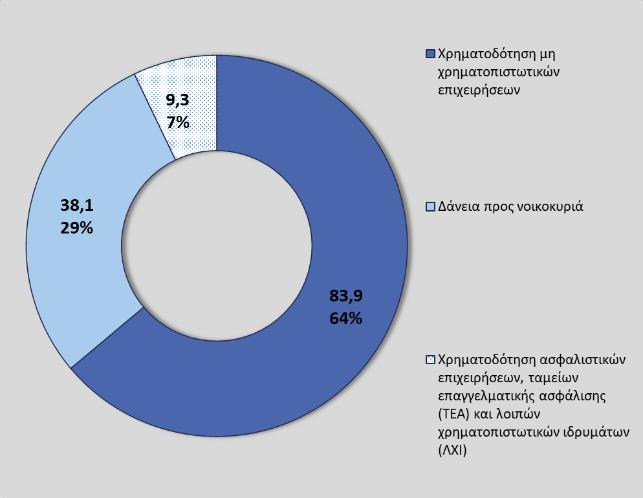 9,3
7%
38,1
29%
83,9
64%
Χρηματοδότηση μη
χρηματοπιστωτικών
επιχειρήσεων
Δάνεια προς νοικοκυριά
Χρηματοδότηση ασφαλιστικών
επιχειρήσεων, ταμείων
επαγγελματικής ασφάλισης
(ΤΕΑ) και λοιπών
χρηματοπιστωτικών ιδρυμάτων
(ΛΧΙ)